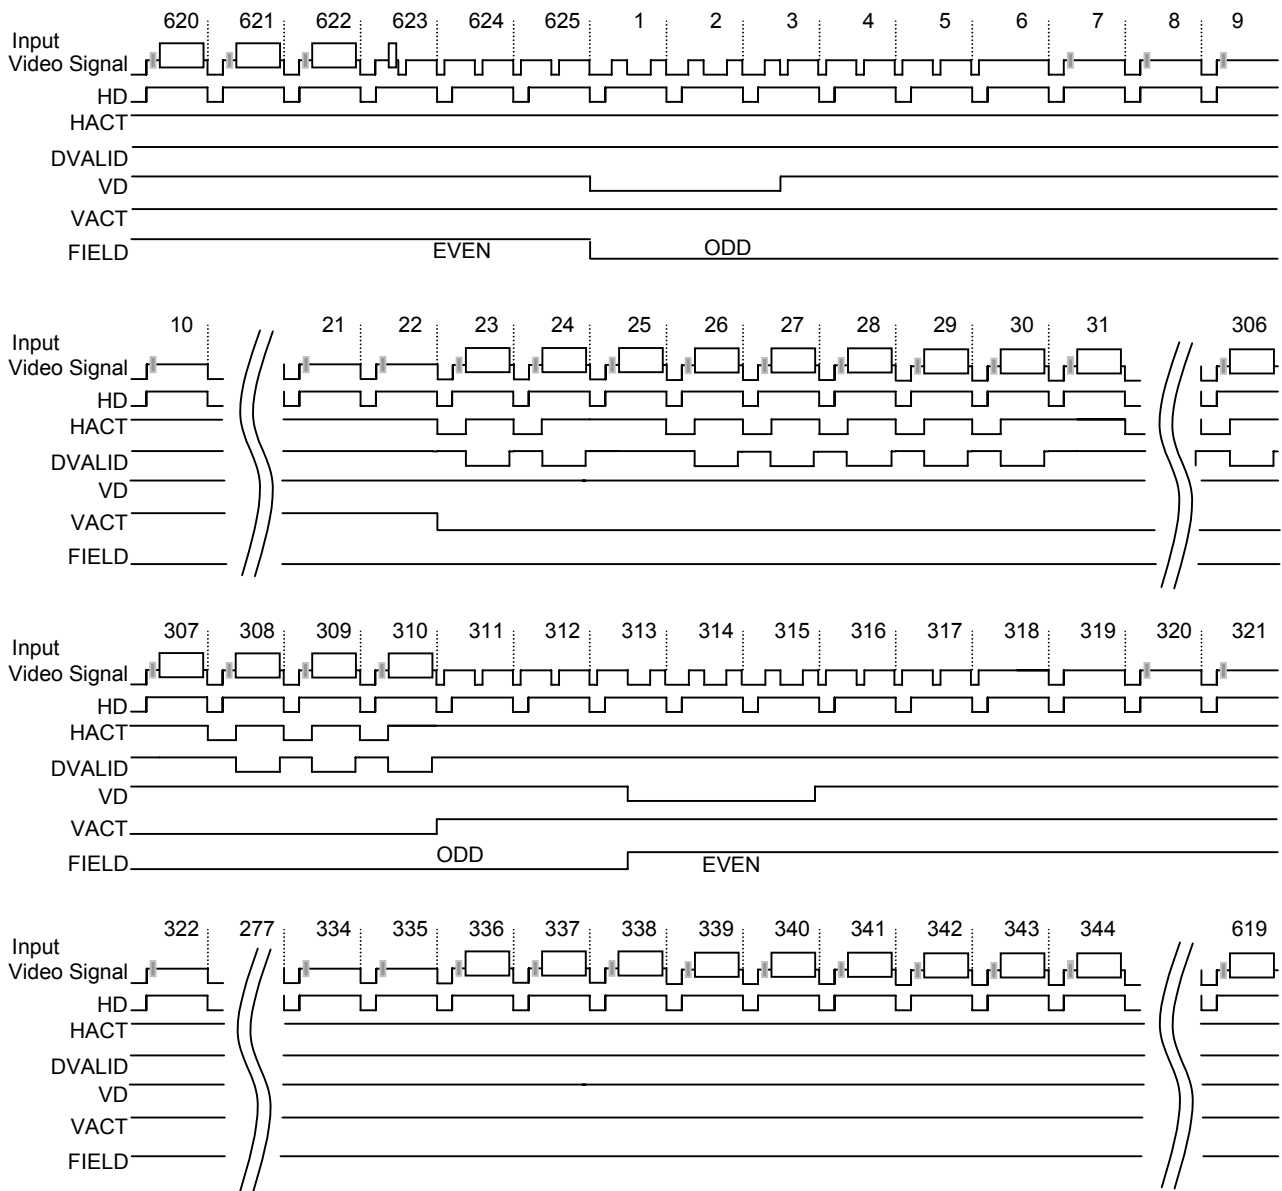 620 621 622 623 624 625 1 2 3 4 5 6 7 8 9
Input
Video Signal
HD
HACT
DVALID
VD
VACT
FIELD EVEN ODD
10 21 22 23 24 25 26 27 28 29 30 31 306
Input
Video Signal
HD
HACT
DVALID
VD
VACT
FIELD
307 308 309 310 311 312 313 314 315 316 317 318 319 320 321
Input
Video Signal
HD
HACT
DVALID
VD
VACT
FIELD ODD EVEN
322 277 334 335 336 337 338 339 340 341 342 343 344 619
Input
Video Signal
HD
HACT
DVALID
VD
VACT
FIELD